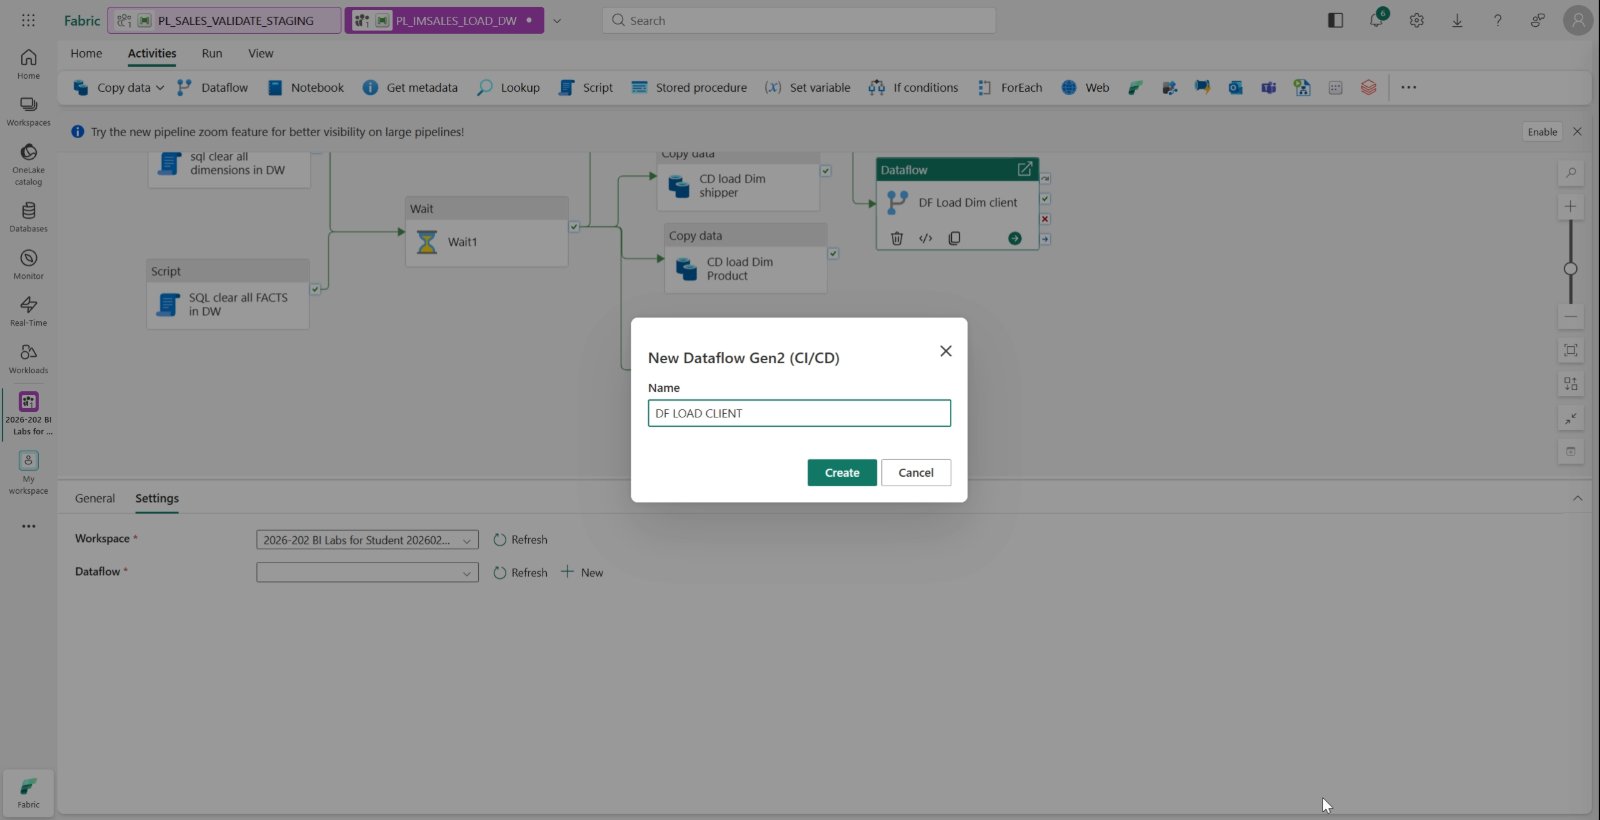 Fabric
PL_SALES_VALIDATE_STAGING
PL_IMSALES_LOAD_DW
Search
6
Home
Activities
Run
View
Copy data
Dataflow
Notebook
Get metadata
Lookup
Script
Stored procedure
(x) Set variable
If conditions
ForEach
Web
Try the new pipeline zoom feature for better visibility on large pipelines!
Enable
Home
Workspaces
OneLake
catalog
Databases
Monitor
Real-Time
Workloads
2026-202 BI
Labs for ...
My
workspace
Fabric
sql clear all
dimensions in DW
Script
SQL clear all FACTS
in DW
Wait
Wait1
Copy data
CD load Dim
shipper
Copy data
CD load Dim
Product
Dataflow
DF Load Dim client
New Dataflow Gen2 (CI/CD)
Name
DF LOAD CLIENT
Create
Cancel
General
Settings
Workspace *
2026-202 BI Labs for Student 202602...
Refresh
Dataflow *
Refresh
New